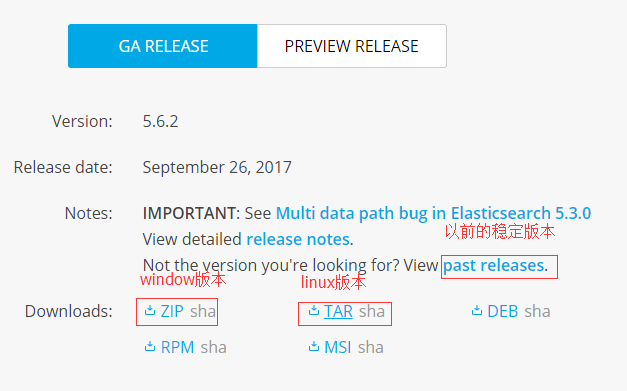 GA RELEASE
PREVIEW RELEASE
Version: 5.6.2
Release date: September 26, 2017
Notes: IMPORTANT: See Multi data path bug in Elasticsearch 5.3.0
View detailed release notes.
以前的稳定版本
Not the version you're looking for? View past releases.
window版本
linux版本
Downloads: ZIP sha TAR sha DEB sha
RPM sha MSI sha